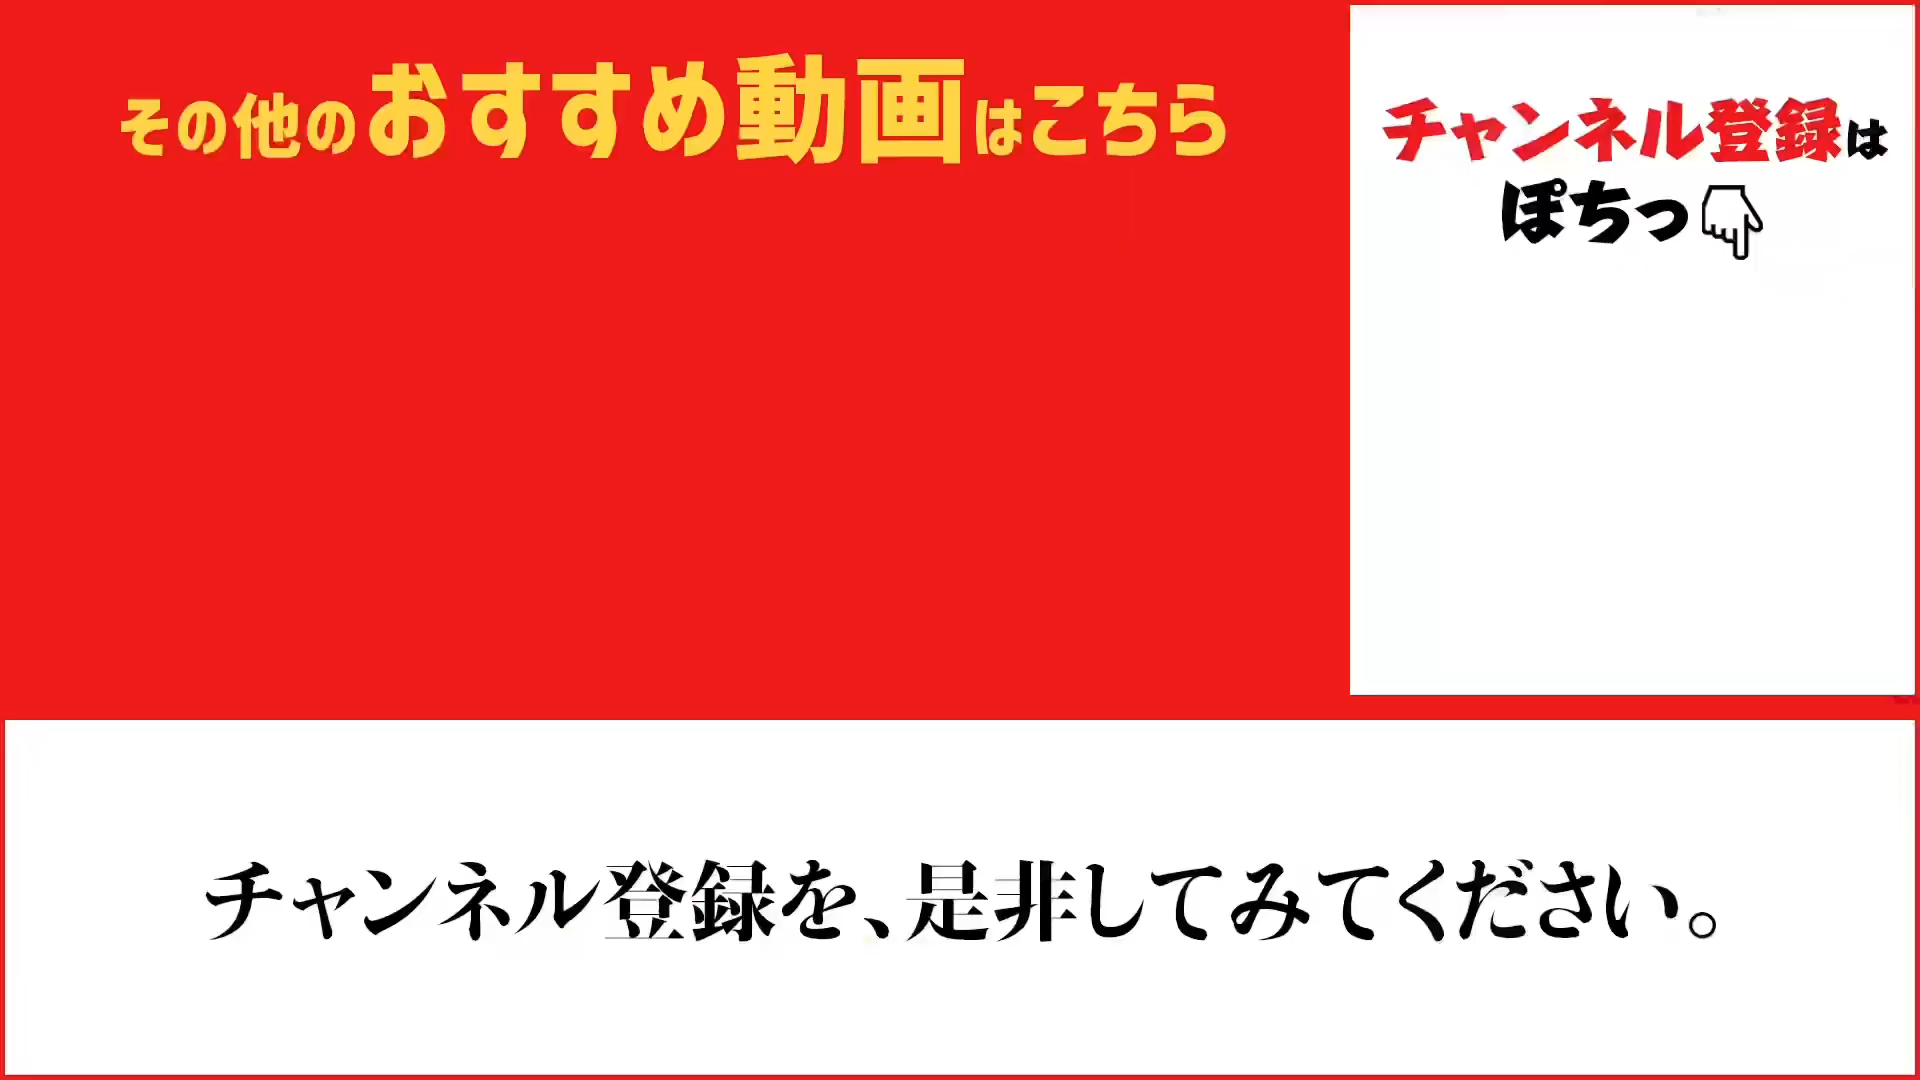 その他のおすすめ動画はこちら
チャンネル登録は
ぽちっ
チャンネル登録を、是非してみてください。